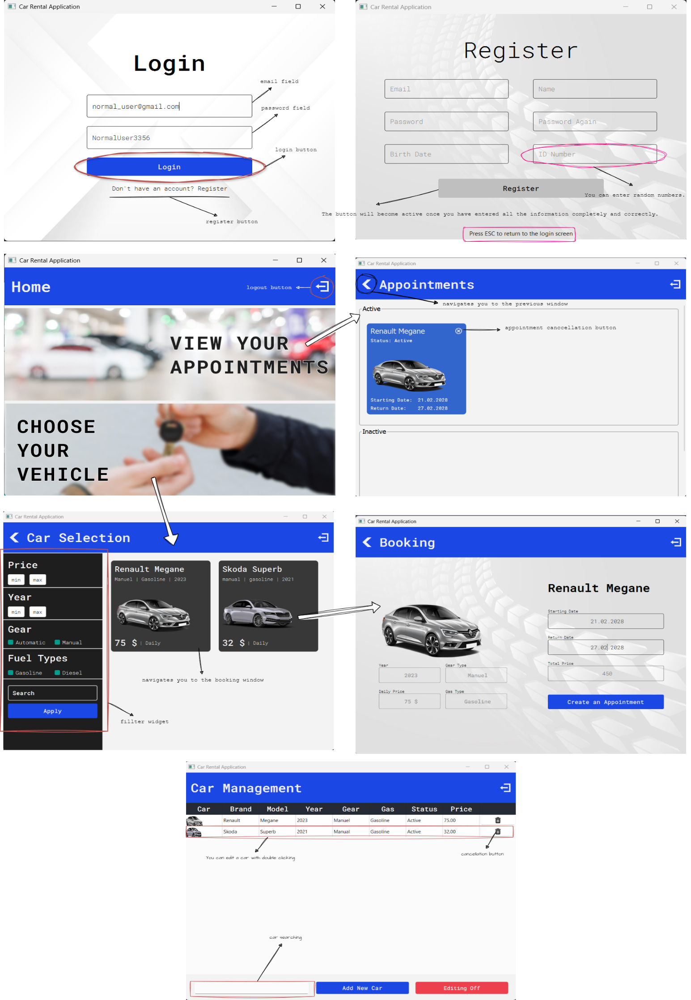 Car Rental Application
Login
email field
normal_user@gmail.com
password field
NormalUser3356
login button
Login
Don't have an account? Register
register button
Car Rental Application
Register
Email
Name
Password
Password Again
Birth Date
ID Number
Register
You can enter random numbers.
The button will become active once you have entered all the information completely and correctly.
Press ESC to return to the login screen
Car Rental Application
Home
logout button
VIEW YOUR
APPOINTMENTS
CHOOSE
YOUR
VEHICLE
Car Rental Application
Appointments
navigates you to the previous window
Active
Renault Megane
Status: Active
appointment canccellation button
Starting Date: 21.02.2028
Return Date: 27.02.2028
Inactive
Car Rental Application
Car Selection
Price
min max
Year
min max
Gear
Automatic Manual
Fuel Types
Gasoline Diesel
Search
Apply
Renault Megane
Manuel | Gasoline | 2023
75 $ | Daily
Skoda Superb
manual | gasoline | 2021
32 $ | Daily
navigates you to the booking window
fillter widget
Car Rental Application
Booking
Renault Megane
Starting Date
21.02.2028
Return Date
27.02.2028
Total Price
450
Create an Appointment
Year
2023
Gear Type
Manuel
Daily Price
75 $
Gas Type
Gasoline
Car Rental Application
Car Management
Car Brand Model Year Gear Gas Status Price
Renault Megane 2023 Manuel Gasoline Active 75.00
Skoda Superb 2021 Manual Gasoline Active 32.00
You can edit a car with double clicking
cancellation button
car searching
Add New Car
Editing Off